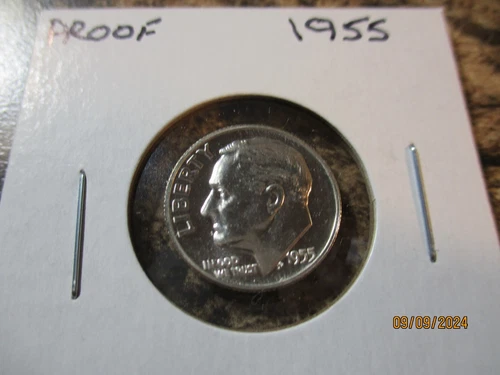 PROOF 1955
LIBERTY
IN GOD
WE TRUST
1955
09/09/2024